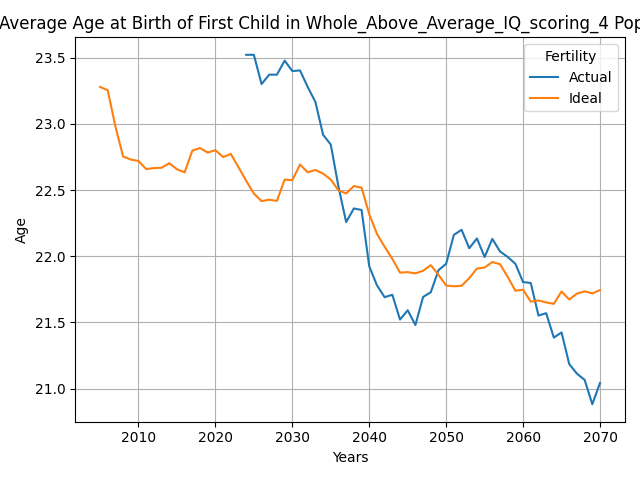 Average Age at Birth of First Child in Whole_Above_Average_IQ_scoring_4 Pop
Fertility
Actual
Ideal
23.5
23.0
22.5
22.0
21.5
21.0
Age
2010 2020 2030 2040 2050 2060 2070
Years